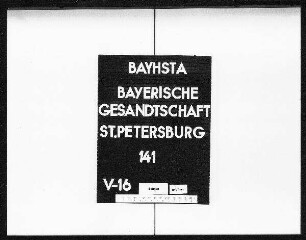 BAYHSTA
BAYERISCHE
GESANDTSCHAFT
ST.PETERSBURG
141
V-16